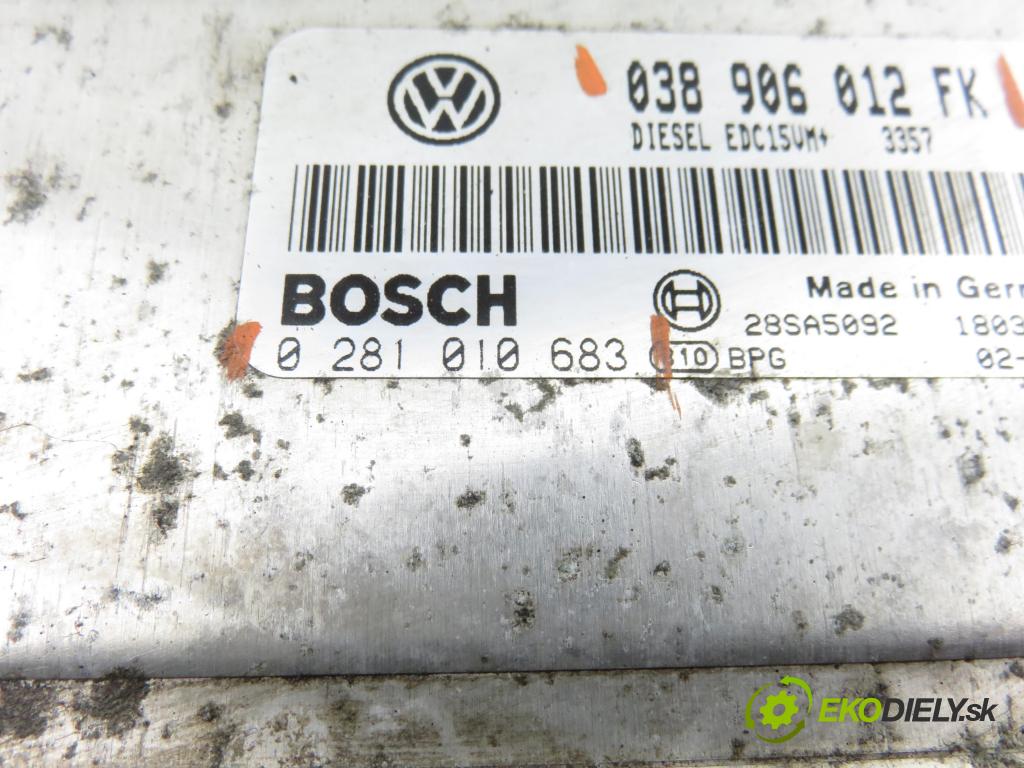 038 906 012 FK
DIESEL EDC15VM+ 3357
BOSCH
Made in Germ
28SA5092 1803
0 281 010 683
BPG 02-
EKODIELY.sk